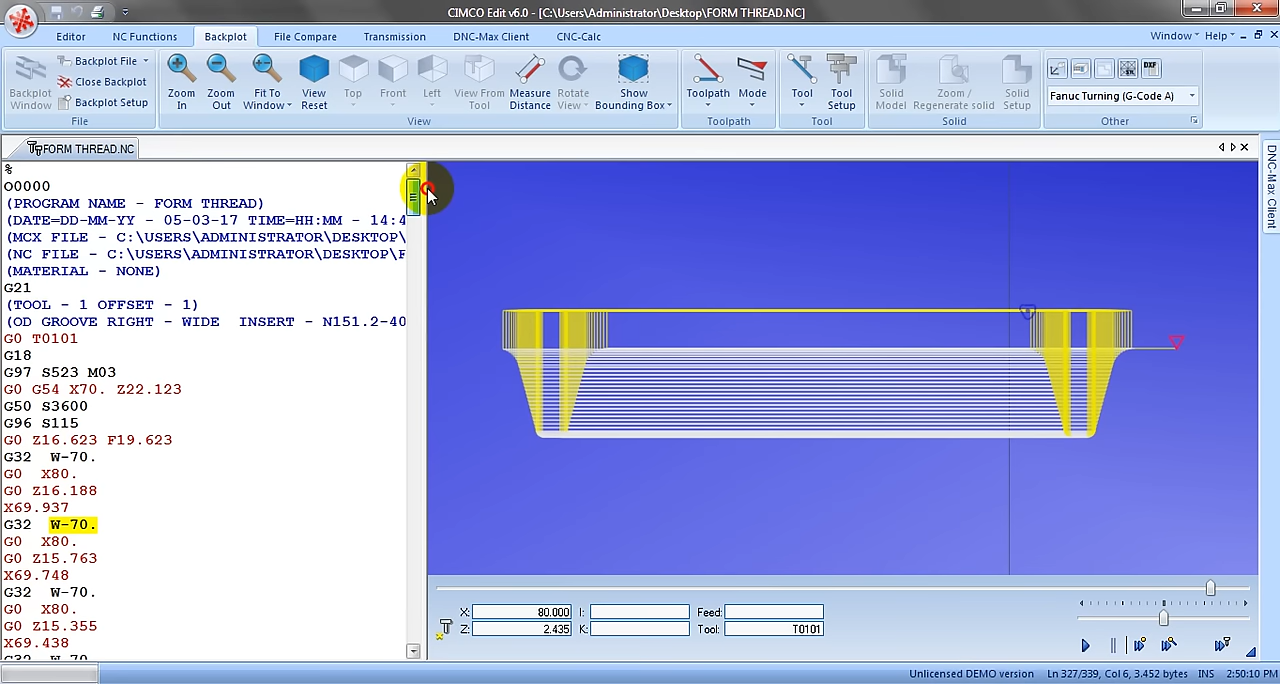 CIMCO Edit v6.0 - [C:\Users\Administrator\Desktop\FORM THREAD.NC]
Editor NC Functions Backplot File Compare Transmission DNC-Max Client CNC-Calc Window Help
Backplot Window
Backplot File
Close Backplot
Backplot Setup
Zoom In
Zoom Out
Fit To Window
View Reset
Top
Front
Left
View From Tool
Measure Distance
Rotate View
Show Bounding Box
Toolpath
Mode
Tool
Tool Setup
Solid Model
Zoom / Regenerate solid
Solid Setup
DXF
Fanuc Turning (G-Code A)
File View Toolpath Tool Solid Other
FORM THREAD.NC
DNC-Max Client
%
O0000
(PROGRAM NAME - FORM THREAD)
(DATE=DD-MM-YY - 05-03-17 TIME=HH:MM - 14:4
(MCX FILE - C:\USERS\ADMINISTRATOR\DESKTOP\
(NC FILE - C:\USERS\ADMINISTRATOR\DESKTOP\F
(MATERIAL - NONE)
G21
(TOOL - 1 OFFSET - 1)
(OD GROOVE RIGHT - WIDE  INSERT - N151.2-40
G0 T0101
G18
G97 S523 M03
G0 G54 X70. Z22.123
G50 S3600
G96 S115
G0 Z16.623 F19.623
G32  W-70.
G0  X80.
G0 Z16.188
X69.937
G32  W-70.
G0  X80.
G0 Z15.763
X69.748
G32  W-70.
G0  X80.
G0 Z15.355
X69.438
G32  W-70.
X: 80.000 I: Feed:
Z: 2.435 K: Tool: T0101
Unlicensed DEMO version Ln 327/339, Col 6, 3.452 bytes INS 2:50:10 PM